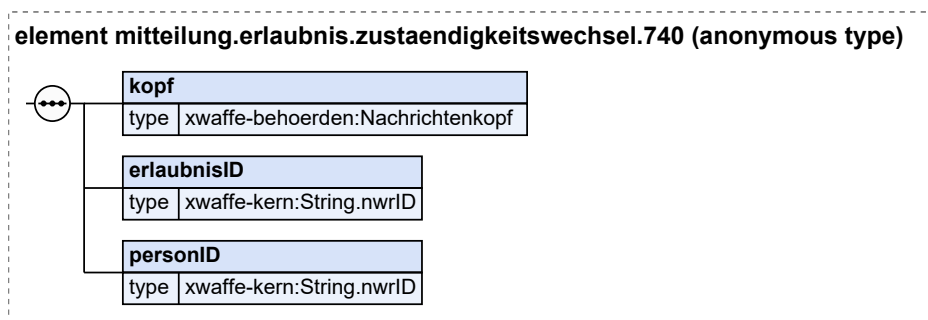 element mitteilung.erlaubnis.zustaendigkeitswechsel.740 (anonymous type)
kopf
type xwaffe-behoerden:Nachrichtenkopf
erlaubnisID
type xwaffe-kern:String.nwrID
personID
type xwaffe-kern:String.nwrID